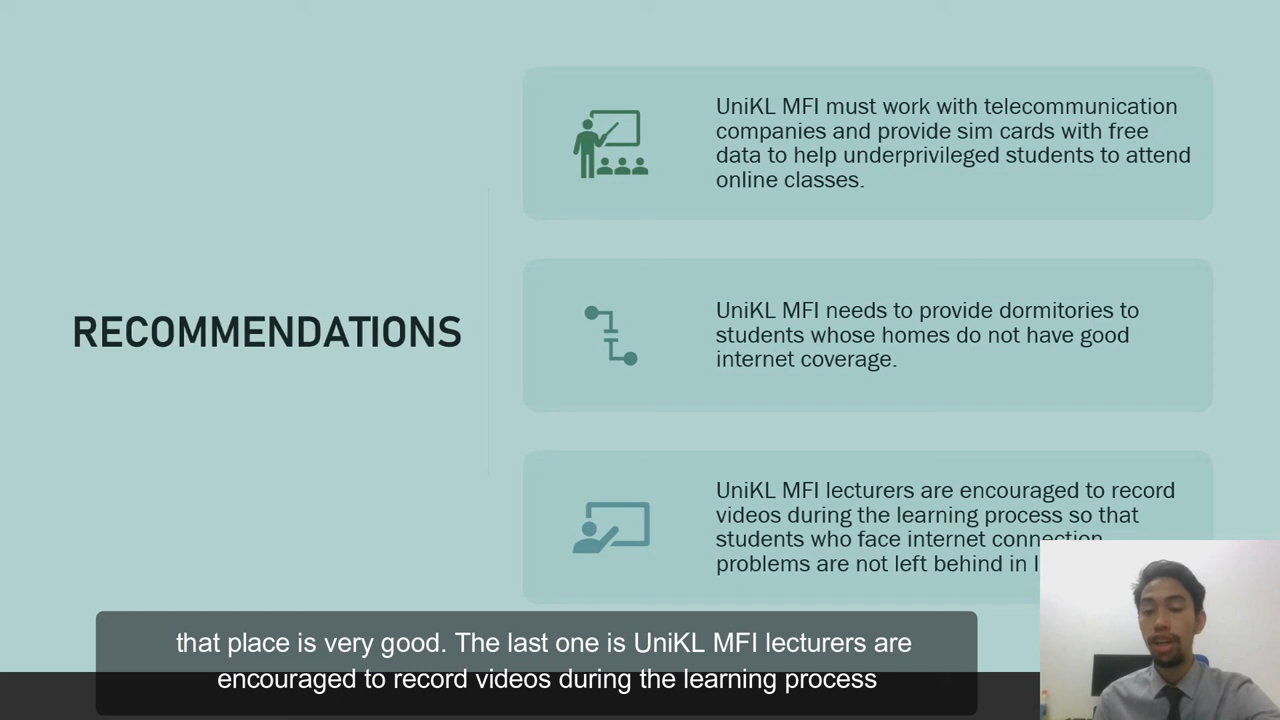 RECOMMENDATIONS
UniKL MFI must work with telecommunication
companies and provide sim cards with free
data to help underprivileged students to attend
online classes.
UniKL MFI needs to provide dormitories to
students whose homes do not have good
internet coverage.
UniKL MFI lecturers are encouraged to record
videos during the learning process so that
students who face internet connection
problems are not left behind in
that place is very good. The last one is UniKL MFI lecturers are
encouraged to record videos during the learning process